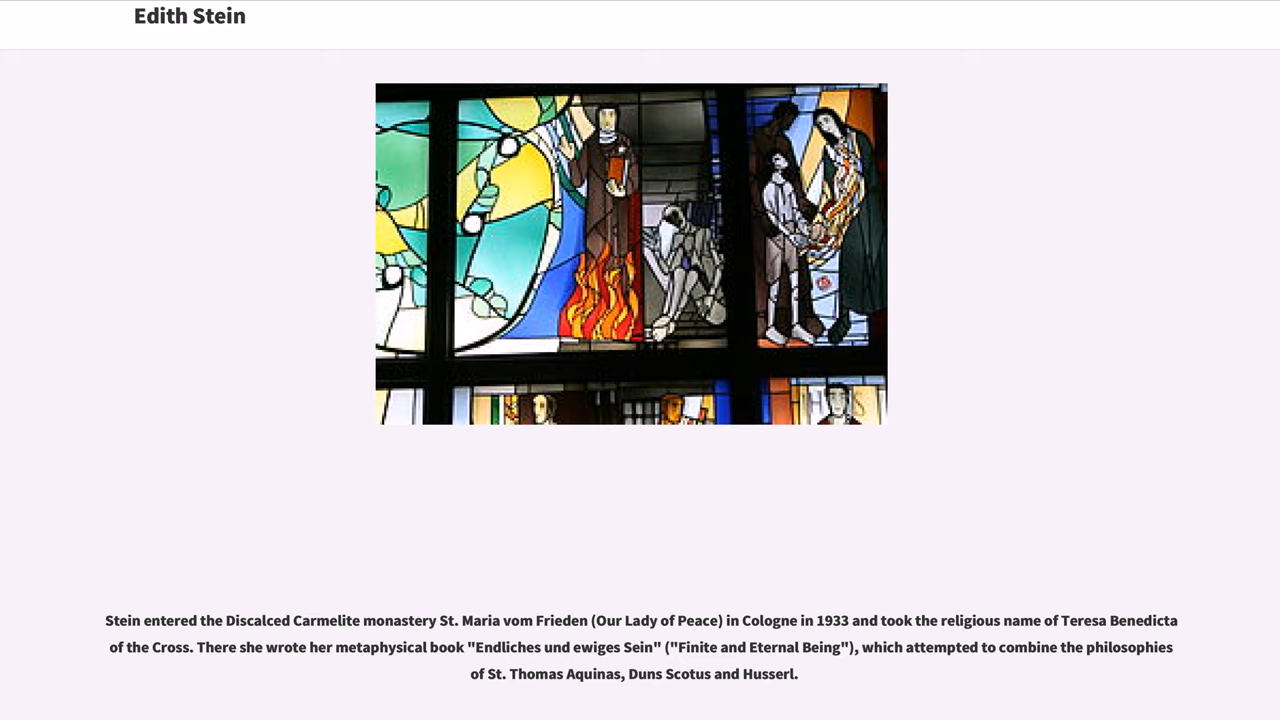 Edith Stein
Stein entered the Discalced Carmelite monastery St. Maria vom Frieden (Our Lady of Peace) in Cologne in 1933 and took the religious name of Teresa Benedicta
of the Cross. There she wrote her metaphysical book "Endliches und ewiges Sein" ("Finite and Eternal Being"), which attempted to combine the philosophies
of St. Thomas Aquinas, Duns Scotus and Husserl.